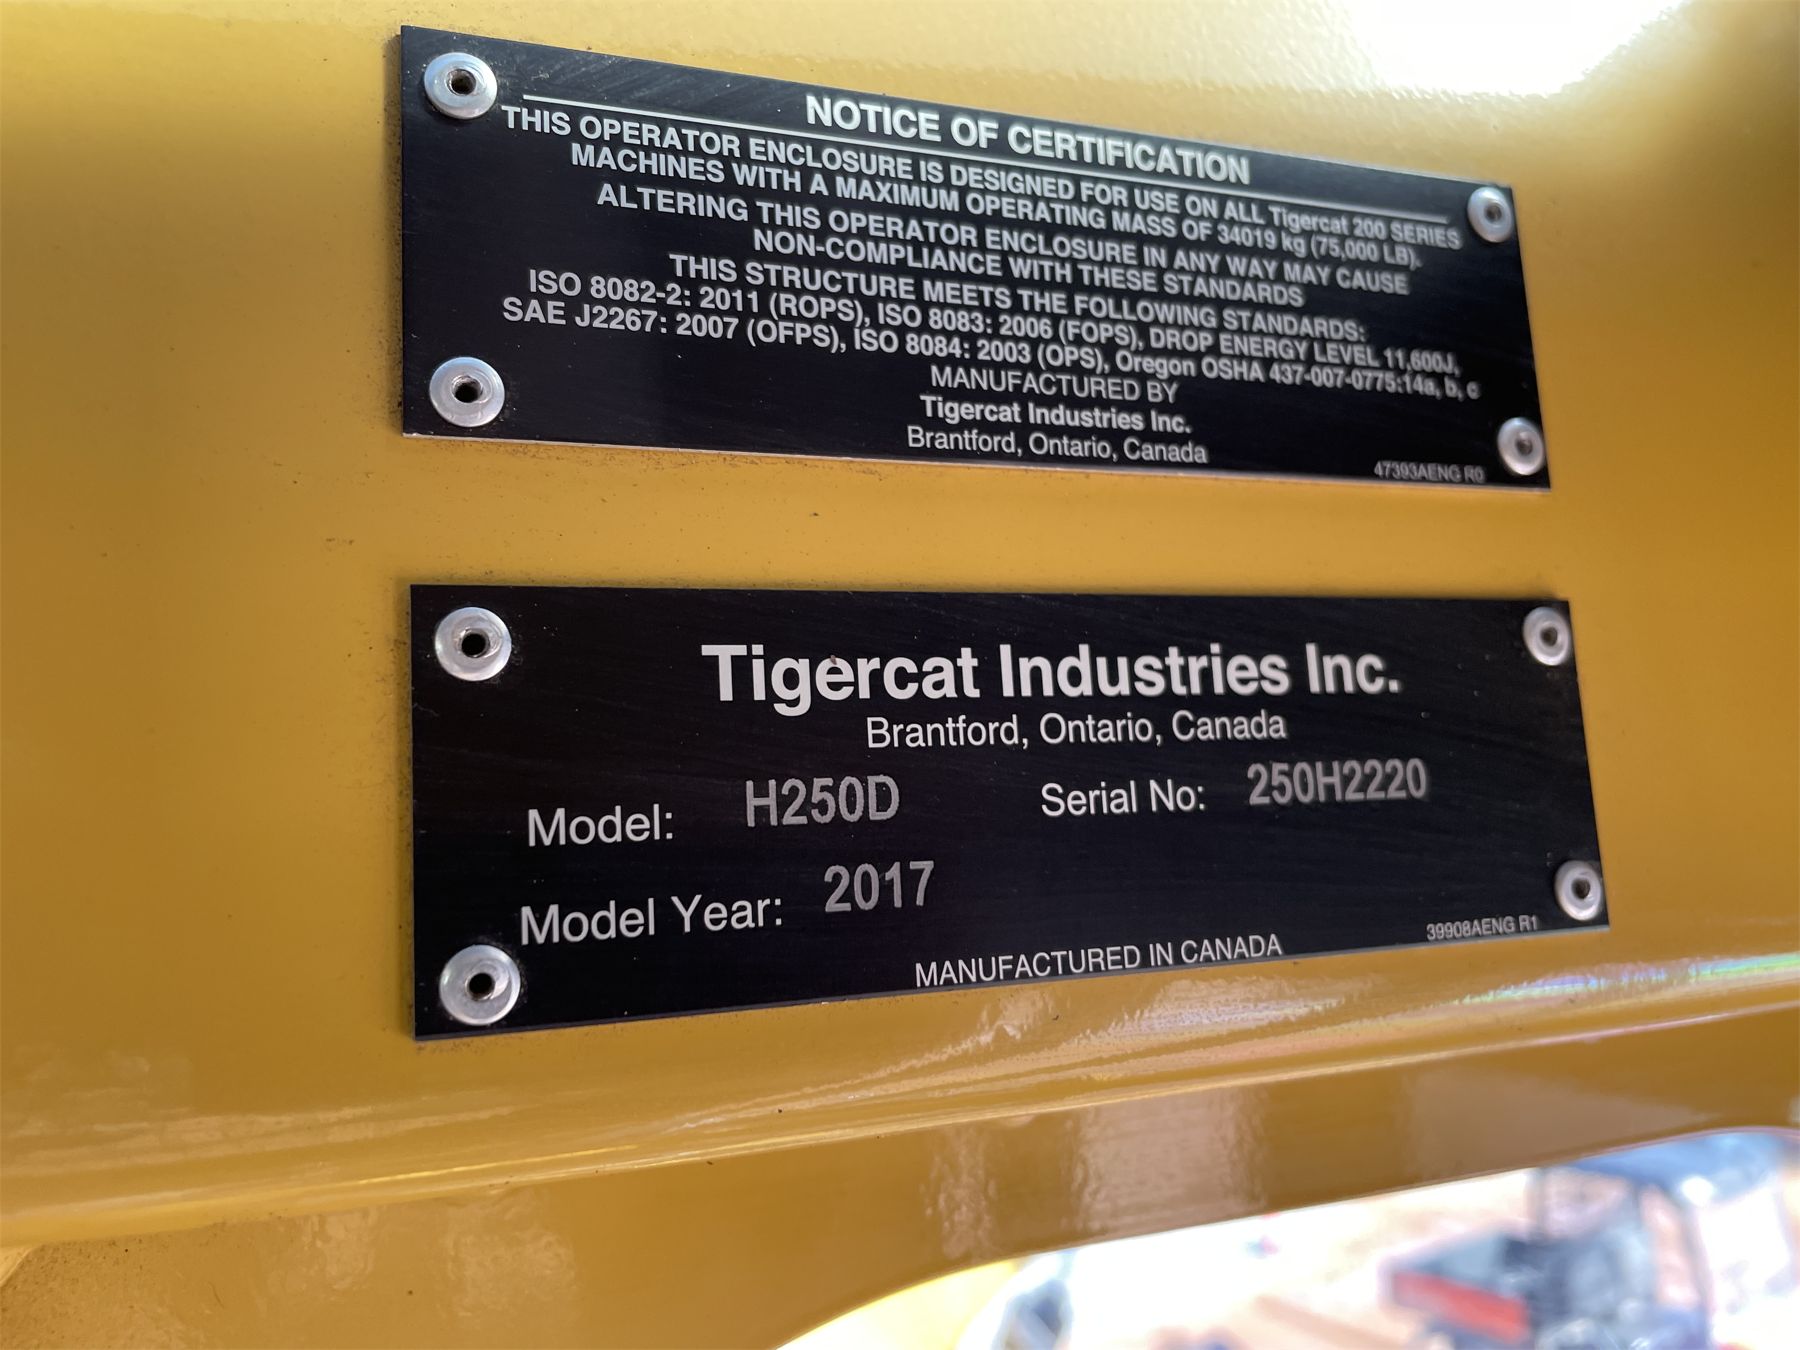 NOTICE OF CERTIFICATION
THIS OPERATOR ENCLOSURE IS DESIGNED FOR USE ON ALL Tigercat 200 SERIES
MACHINES WITH A MAXIMUM OPERATING MASS OF 34019 kg (75,000 LB).
ALTERING THIS OPERATOR ENCLOSURE IN ANY WAY MAY CAUSE
NON-COMPLIANCE WITH THESE STANDARDS
THIS STRUCTURE MEETS THE FOLLOWING STANDARDS:
ISO 8082-2: 2011 (ROPS), ISO 8083: 2006 (FOPS), DROP ENERGY LEVEL 11,600J,
SAE J2267: 2007 (OFPS), ISO 8084: 2003 (OPS), Oregon OSHA 437-007-0775:14a, b, c
MANUFACTURED BY
Tigercat Industries Inc.
Brantford, Ontario, Canada
47393AENG R0
Tigercat Industries Inc.
Brantford, Ontario, Canada
Model: H250D Serial No: 250H2220
Model Year: 2017
39908AENG R1
MANUFACTURED IN CANADA